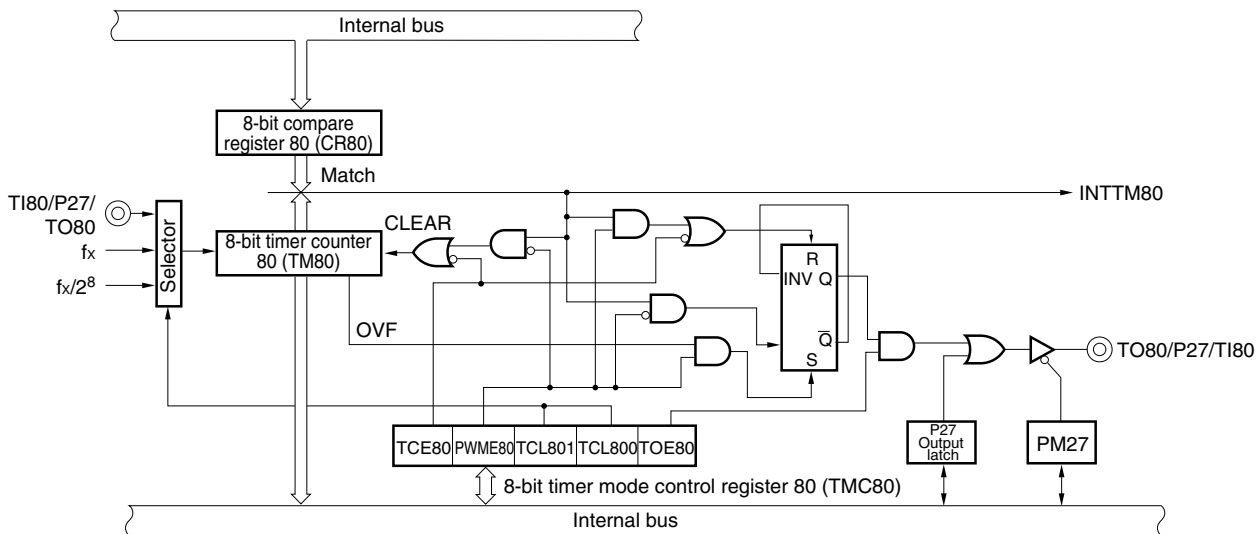 Internal bus
8-bit compare
register 80 (CR80)
Match
TI80/P27/
TO80
fX
fX/2⁸
Selector
8-bit timer counter
80 (TM80)
CLEAR
OVF
INTTM80
R
INV Q
Q̅
S
TO80/P27/TI80
TCE80 PWME80 TCL801 TCL800 TOE80
P27
Output
latch
PM27
8-bit timer mode control register 80 (TMC80)
Internal bus